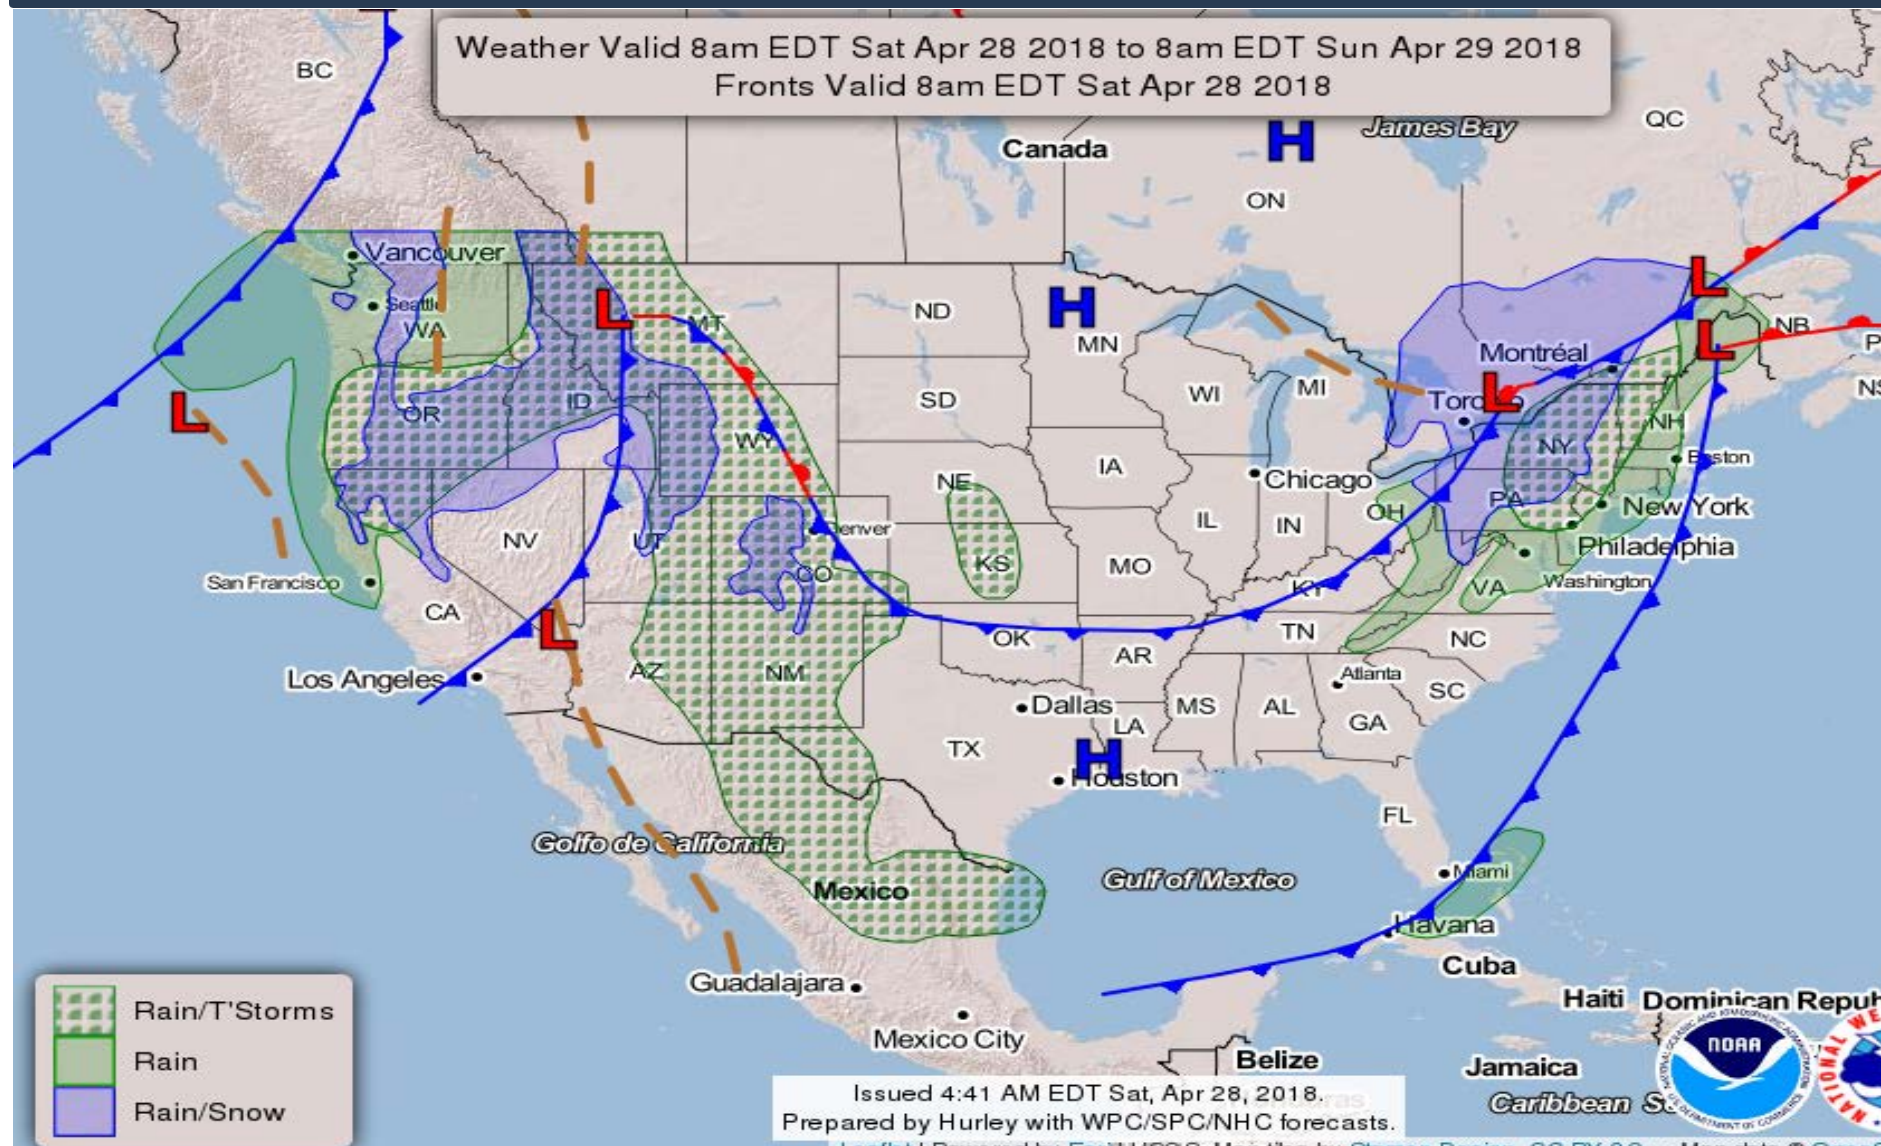 Weather Valid 8am EDT Sat Apr 28 2018 to 8am EDT Sun Apr 29 2018
Fronts Valid 8am EDT Sat Apr 28 2018
BC
QC
James Bay
H
Canada
ON
Vancouver
L
Seattle
L
H
ND
MT
NB
WA
MN
L
Montréal
WI
MI
L
Toronto
SD
ID
OR
L
NH
WY
NY
Boston
IA
Chicago
NE
PA
New York
OH
Denver
IL
IN
NV
UT
Philadelphia
KS
MO
CO
San Francisco
KY
VA
Washington
CA
L
OK
TN
NC
AR
AZ
NM
Los Angeles
Atlanta
SC
Dallas
MS
AL
GA
LA
TX
H
Houston
FL
Golfo de California
Miami
Gulf of Mexico
Mexico
Havana
Cuba
Guadalajara
Haiti
Dominican Repu
Rain/T'Storms
Mexico City
NOAA
Belize
Rain
Jamaica
Issued 4:41 AM EDT Sat, Apr 28, 2018.
Caribbean S
Rain/Snow
Prepared by Hurley with WPC/SPC/NHC forecasts.